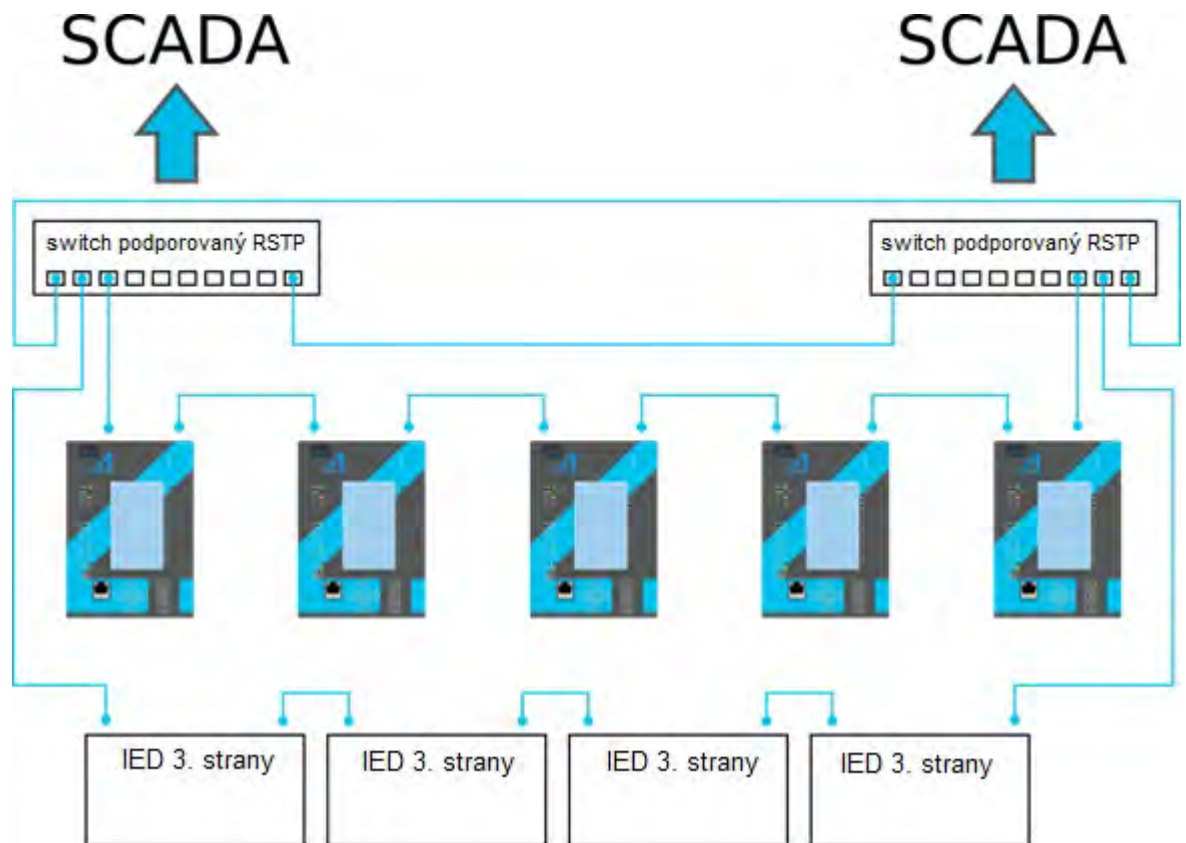 SCADA
SCADA
switch podporovaný RSTP
switch podporovaný RSTP
IED 3. strany
IED 3. strany
IED 3. strany
IED 3. strany